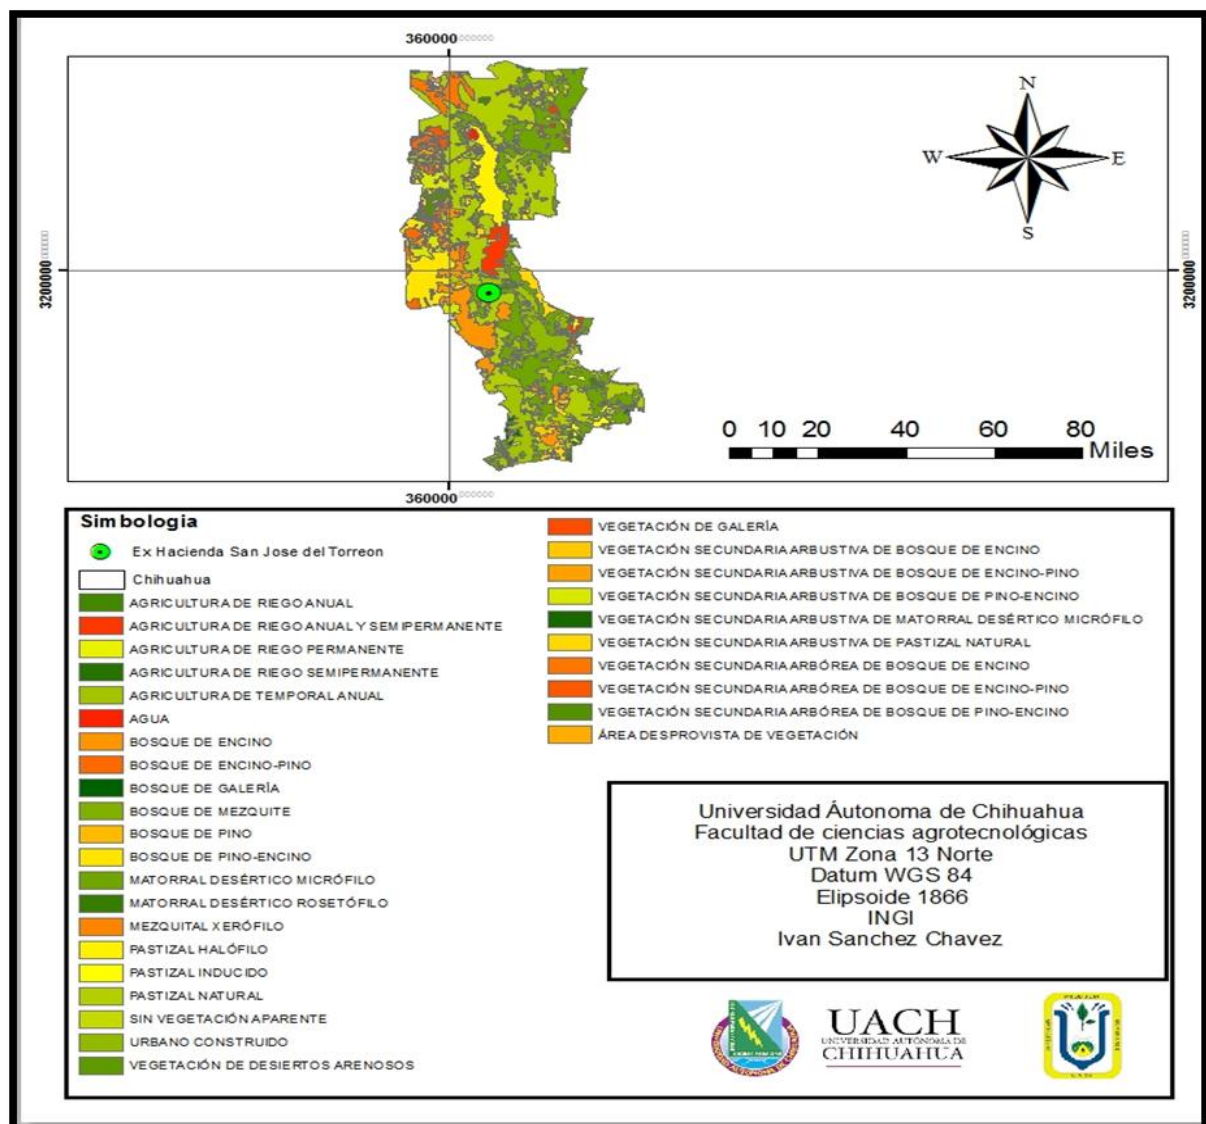 360000
N
W
E
S
3200000
3200000
0 10 20 40 60 80
Miles
360000
Simbologia
Ex Hacienda San Jose del Torreon
Chihuahua
AGRICULTURA DE RIEGO ANUAL
AGRICULTURA DE RIEGO ANUAL Y SEMIPERMANENTE
AGRICULTURA DE RIEGO PERMANENTE
AGRICULTURA DE RIEGO SEMIPERMANENTE
AGRICULTURA DE TEMPORAL ANUAL
AGUA
BOSQUE DE ENCINO
BOSQUE DE ENCINO-PINO
BOSQUE DE GALERÌA
BOSQUE DE MEZQUITE
BOSQUE DE PINO
BOSQUE DE PINO-ENCINO
MATORRAL DESÉRTICO MICRÓFILO
MATORRAL DESÉRTICO ROSETÓFILO
MEZQUITAL XERÓFILO
PASTIZAL HALÓFILO
PASTIZAL INDUCIDO
PASTIZAL NATURAL
SIN VEGETACIÓN APARENTE
URBANO CONSTRUIDO
VEGETACIÓN DE DESIERTOS ARENOSOS
VEGETACIÓN DE GALERÌA
VEGETACIÓN SECUNDARIA ARBUSTIVA DE BOSQUE DE ENCINO
VEGETACIÓN SECUNDARIA ARBUSTIVA DE BOSQUE DE ENCINO-PINO
VEGETACIÓN SECUNDARIA ARBUSTIVA DE BOSQUE DE PINO-ENCINO
VEGETACIÓN SECUNDARIA ARBUSTIVA DE MATORRAL DESÉRTICO MICRÓFILO
VEGETACIÓN SECUNDARIA ARBUSTIVA DE PASTIZAL NATURAL
VEGETACIÓN SECUNDARIA ARBÓREA DE BOSQUE DE ENCINO
VEGETACIÓN SECUNDARIA ARBÓREA DE BOSQUE DE ENCINO-PINO
VEGETACIÓN SECUNDARIA ARBÓREA DE BOSQUE DE PINO-ENCINO
ÁREA DESPROVISTA DE VEGETACIÓN
Universidad Áutonoma de Chihuahua
Facultad de ciencias agrotecnológicas
UTM Zona 13 Norte
Datum WGS 84
Elipsoide 1866
INGI
Ivan Sanchez Chavez
UACH
UNIVERSIDAD AUTÓNOMA DE
CHIHUAHUA